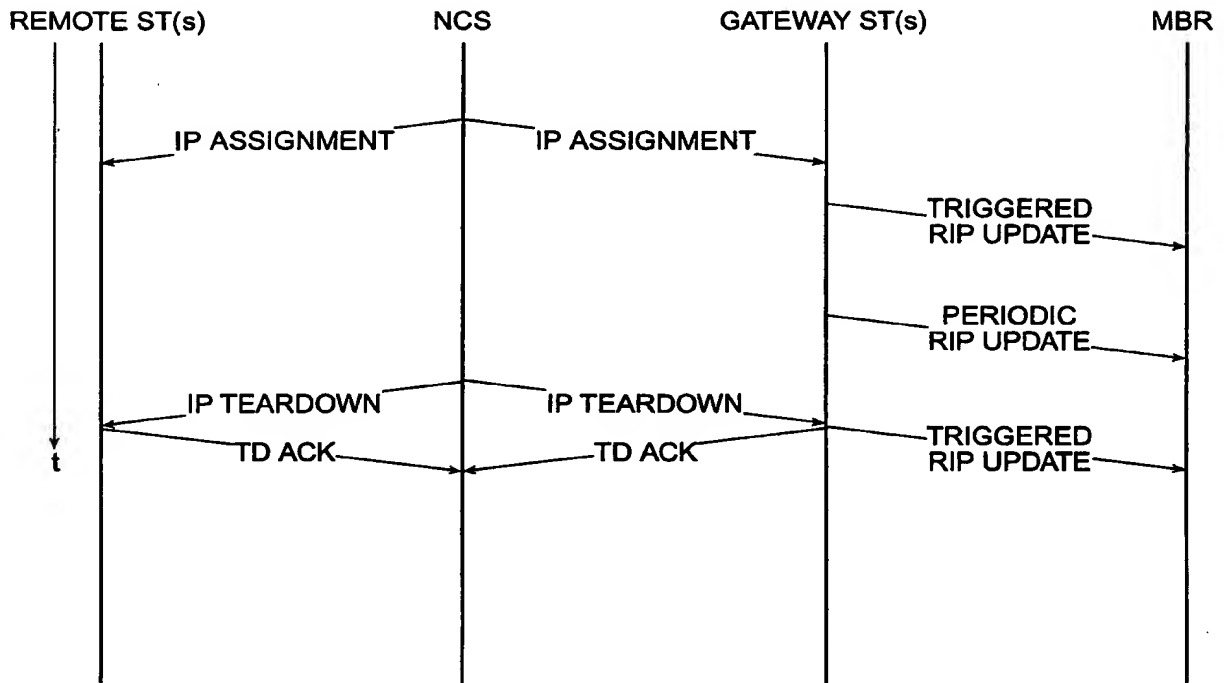 REMOTE ST(s)
NCS
GATEWAY ST(s)
MBR
IP ASSIGNMENT
IP ASSIGNMENT
TRIGGERED
RIP UPDATE
PERIODIC
RIP UPDATE
IP TEARDOWN
IP TEARDOWN
TD ACK
TD ACK
TRIGGERED
RIP UPDATE
t